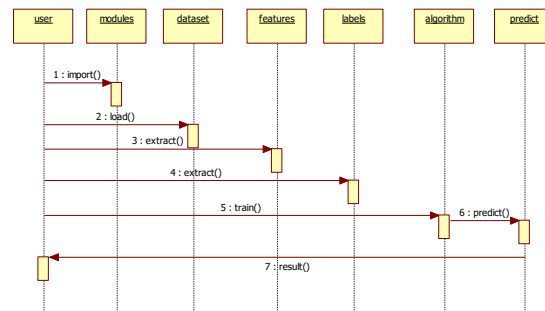 user
modules
dataset
features
labels
algorithm
predict
1 : import()
2 : load()
3 : extract()
4 : extract()
5 : train()
6 : predict()
7 : result()